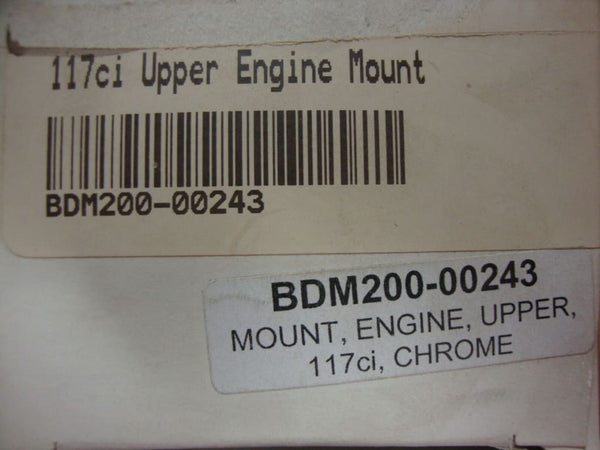 117ci Upper Engine Mount
BDM200-00243
BDM200-00243
MOUNT, ENGINE, UPPER,
117ci, CHROME